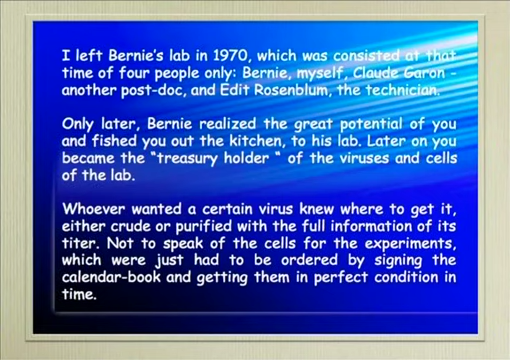 I left Bernie's lab in 1970, which was consisted at that
time of four people only: Bernie, myself, Claude Garon -
another post-doc, and Edit Rosenblum, the technician.
Only later, Bernie realized the great potential of you
and fished you out the kitchen, to his lab. Later on you
became the "treasury holder " of the viruses and cells
of the lab.
Whoever wanted a certain virus knew where to get it,
either crude or purified with the full information of its
titer. Not to speak of the cells for the experiments,
which were just had to be ordered by signing the
calendar-book and getting them in perfect condition in
time.